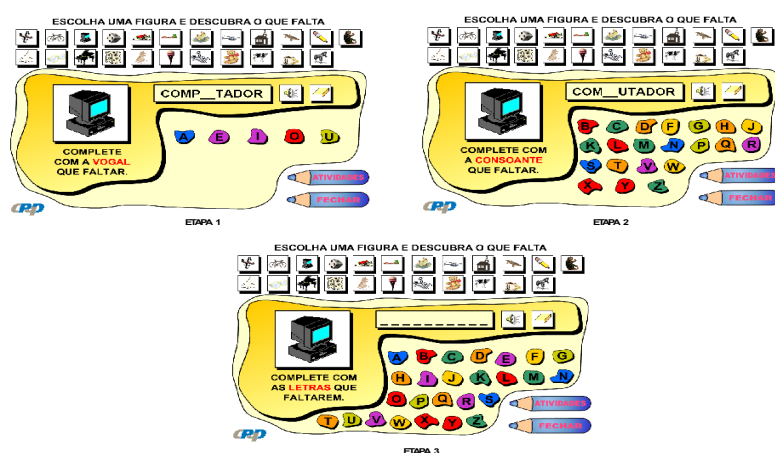 ESCOLHA UMA FIGURA E DESCUBRA O QUE FALTA
COMP__TADOR
A E I O U
COMPLETE
COM A VOGAL
QUE FALTAR.
ATIVIDADES
FECHAR
ETAPA 1
ESCOLHA UMA FIGURA E DESCUBRA O QUE FALTA
COM__UTADOR
B C D F G H J
K L M N P Q R
S T V W
X Y Z
COMPLETE COM
A CONSOANTE
QUE FALTAR.
ATIVIDADES
FECHAR
ETAPA 2
ESCOLHA UMA FIGURA E DESCUBRA O QUE FALTA
_ _ _ _ _ _ _ _ _ _
A B C D E F G
H I J K L M N
O P Q R S
T U V W X Y Z
COMPLETE COM
AS LETRAS QUE
FALTAREM.
ATIVIDADES
FECHAR
ETAPA 3